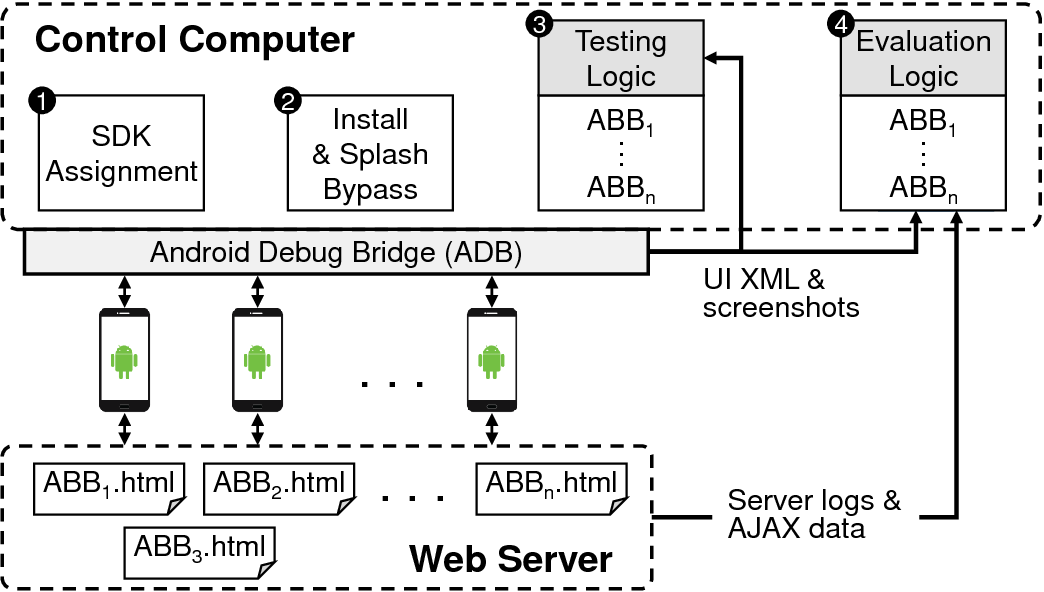 Control Computer
1
SDK
Assignment
2
Install
& Splash
Bypass
3
Testing
Logic
ABB1
ABBn
4
Evaluation
Logic
ABB1
ABBn
Android Debug Bridge (ADB)
UI XML &
screenshots
. . .
ABB1.html
ABB2.html
. . .
ABBn.html
ABB3.html
Web Server
Server logs &
AJAX data